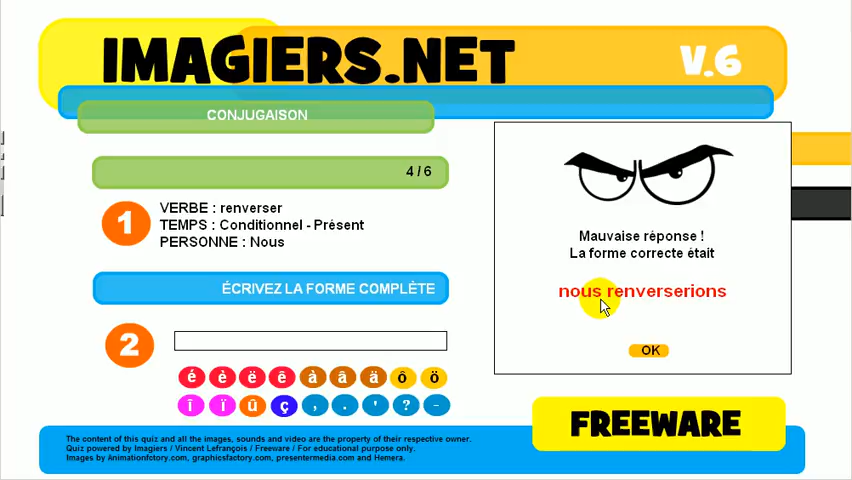 IMAGIERS.NET
V.6
CONJUGAISON
4 / 6
1
VERBE : renverser
TEMPS : Conditionnel - Présent
PERSONNE : Nous
ÉCRIVEZ LA FORME COMPLÈTE
2
é è ë ê à â ä ô ö
î ï û ç , . ' ? -
Mauvaise réponse !
La forme correcte était
nous renverserions
OK
FREEWARE
The content of this quiz and all the images, sounds and video are the property of their respective owner.
Quiz powered by Imagiers / Vincent Lefrançois / Freeware / For educational purpose only.
Images by Animationfctory.com, graphicsfactory.com, presentermedia.com and Hemera.